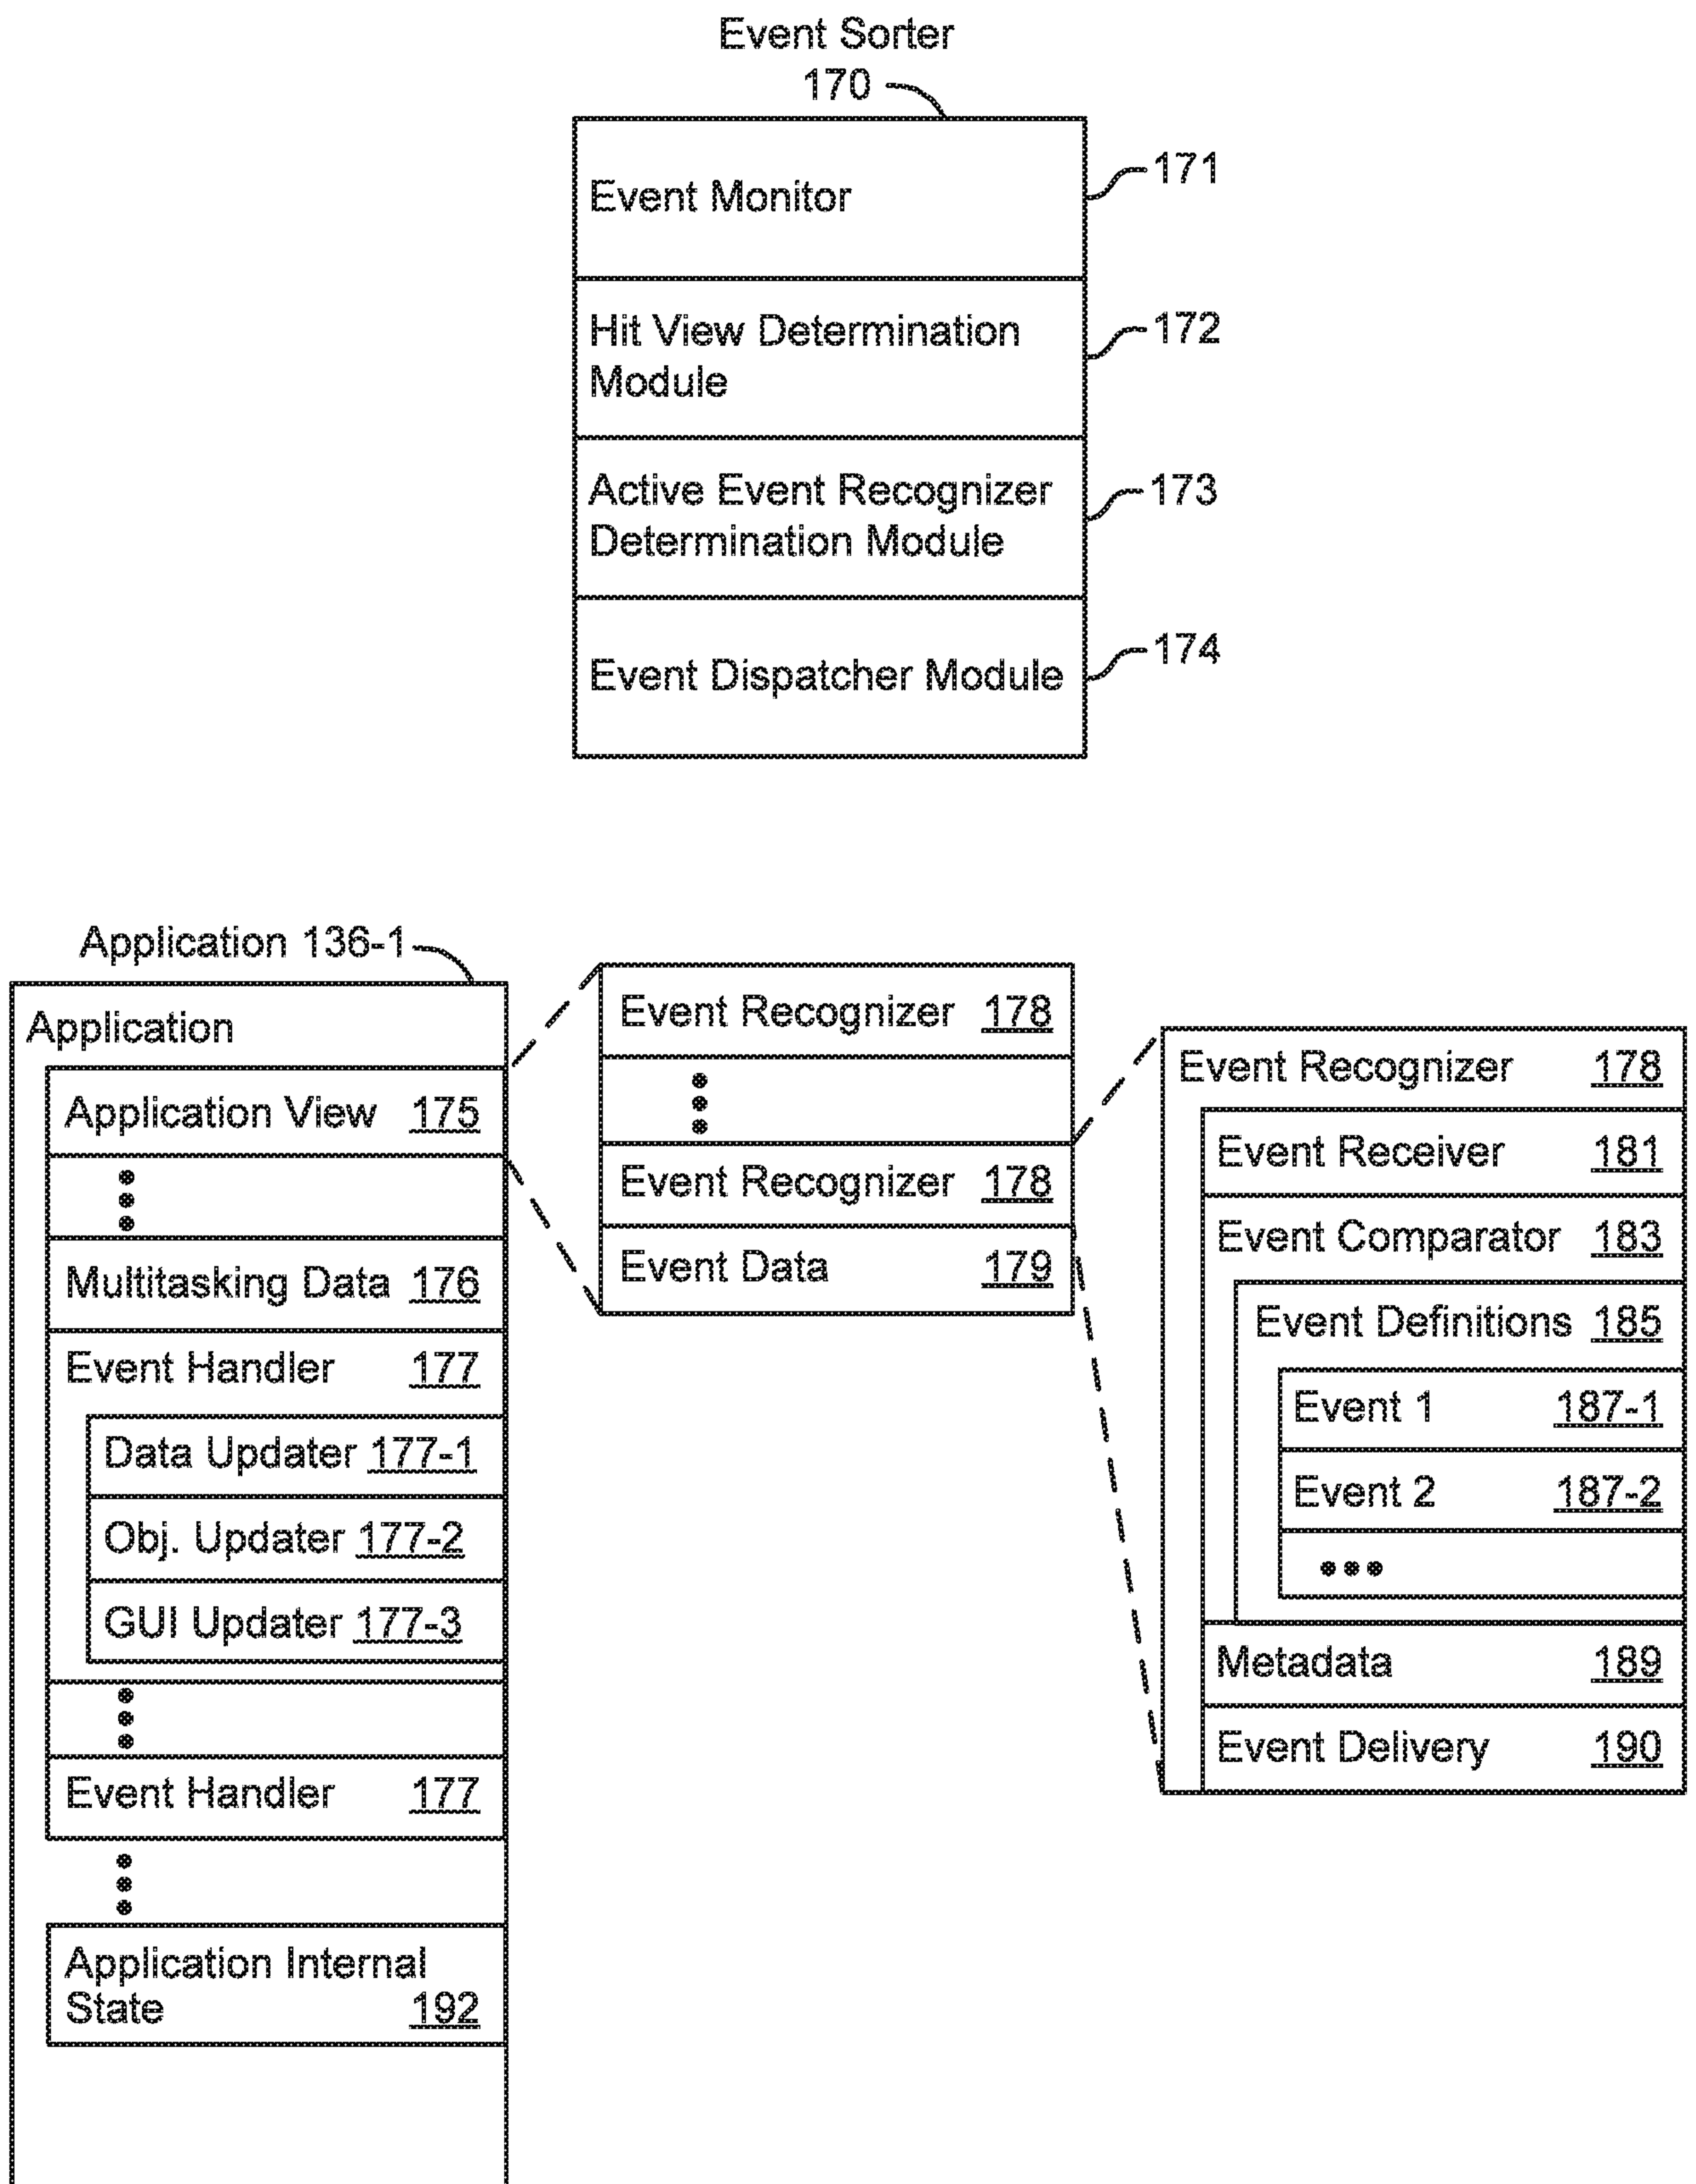 Event Sorter
170
Event Monitor
171
Hit View Determination
Module
172
Active Event Recognizer
Determination Module
173
Event Dispatcher Module
174
Application 136-1
Application
Application View 175
Multitasking Data 176
Event Handler 177
Data Updater 177-1
Obj. Updater 177-2
GUI Updater 177-3
Event Handler 177
Application Internal
State 192
Event Recognizer 178
Event Recognizer 178
Event Data 179
Event Recognizer 178
Event Receiver 181
Event Comparator 183
Event Definitions 185
Event 1 187-1
Event 2 187-2
Metadata 189
Event Delivery 190